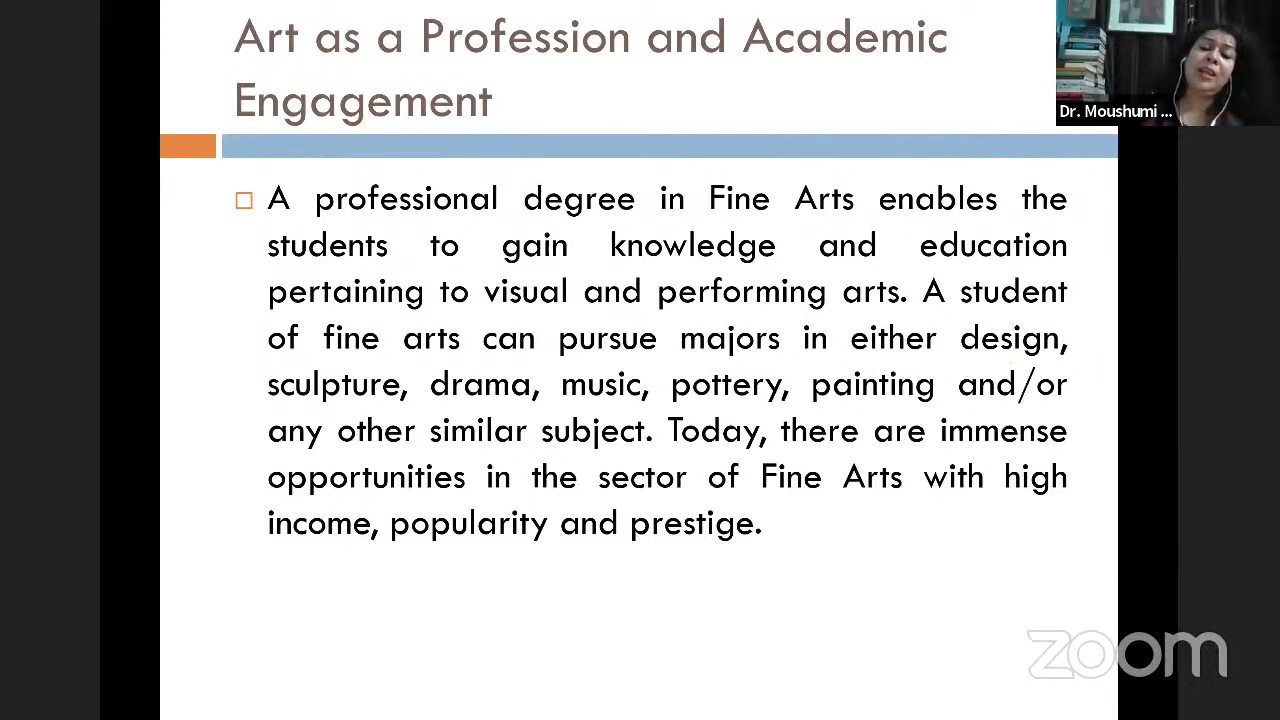 Art as a Profession and Academic
Engagement
Dr. Moushumi ...
A professional degree in Fine Arts enables the
students to gain knowledge and education
pertaining to visual and performing arts. A student
of fine arts can pursue majors in either design,
sculpture, drama, music, pottery, painting and/or
any other similar subject. Today, there are immense
opportunities in the sector of Fine Arts with high
income, popularity and prestige.
zoom